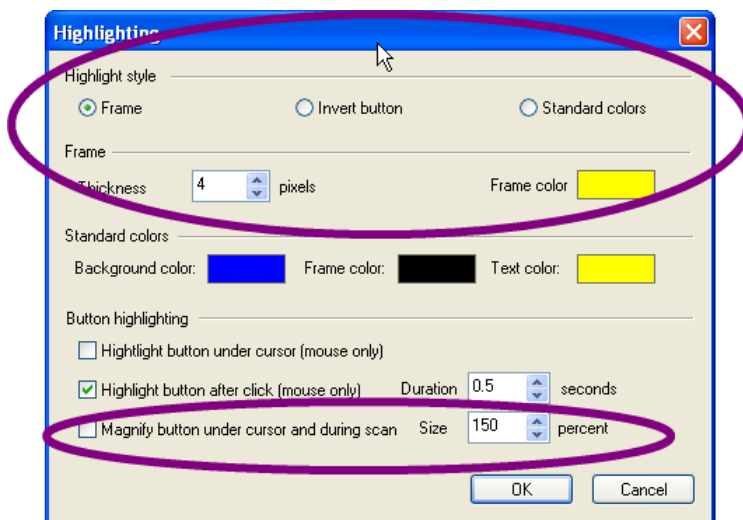 Highlighting
Highlight style
Frame Invert button Standard colors
Frame
Thickness 4 pixels Frame color
Standard colors
Background color: Frame color: Text color:
Button highlighting
Hightlight button under cursor (mouse only)
Highlight button after click (mouse only) Duration 0.5 seconds
Magnify button under cursor and during scan Size 150 percent
OK Cancel